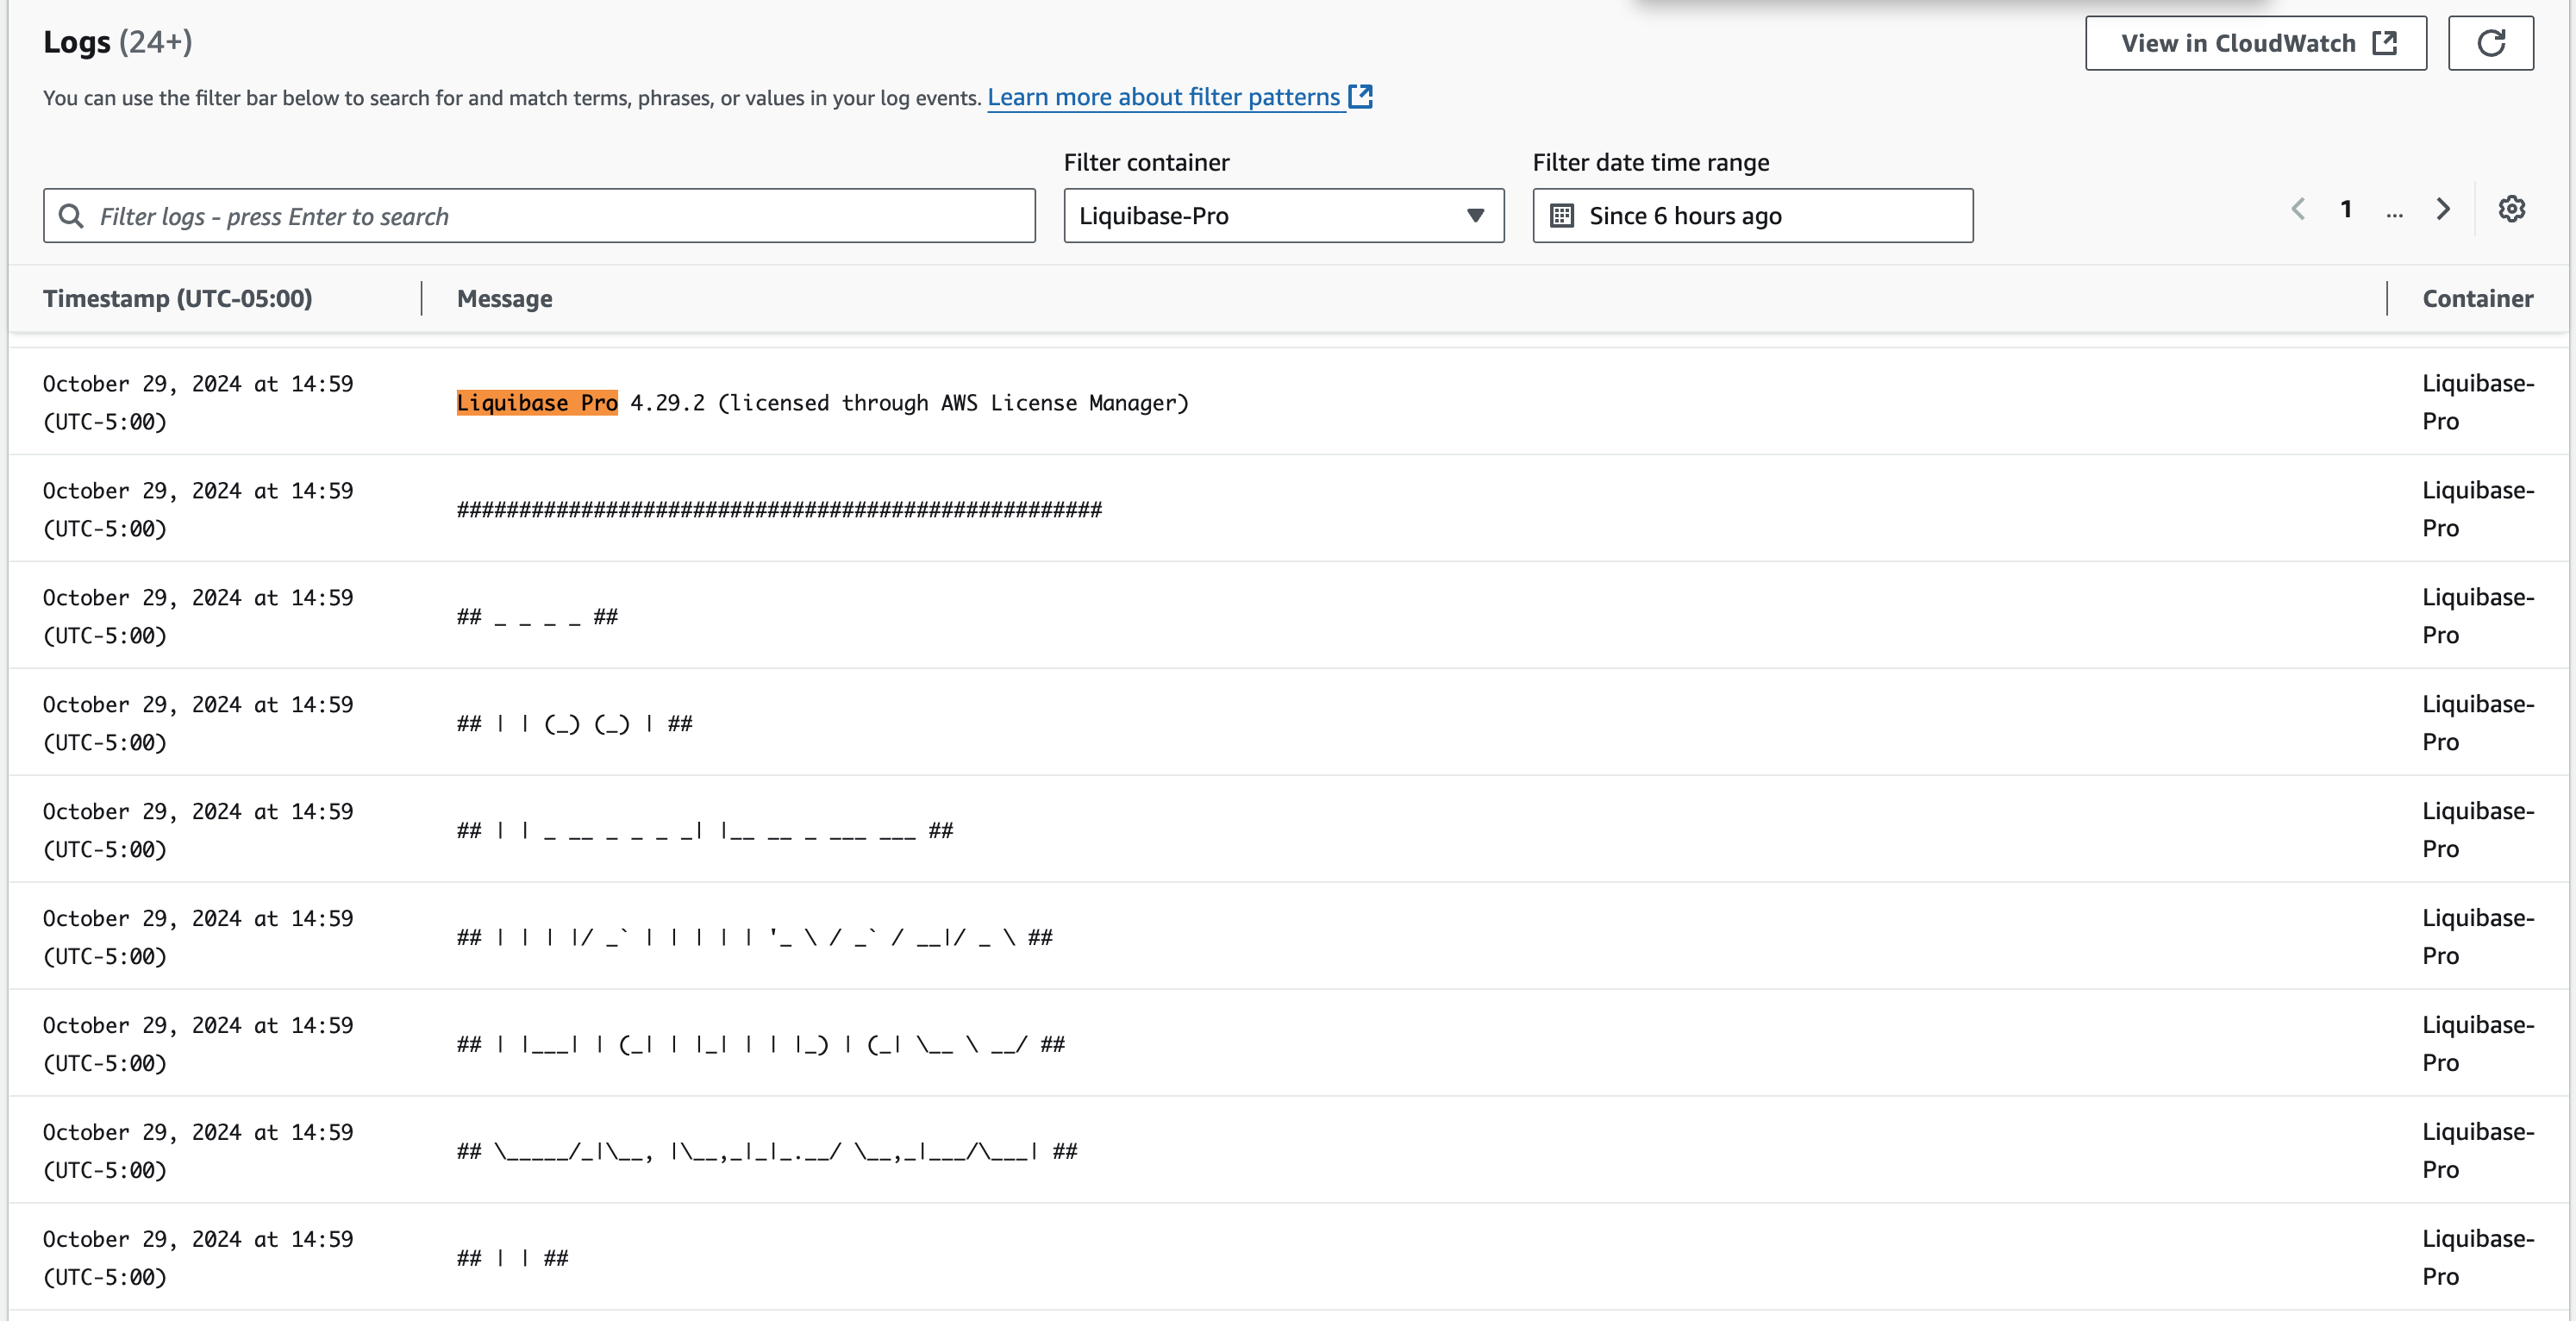 Logs (24+)
View in CloudWatch
You can use the filter bar below to search for and match terms, phrases, or values in your log events. Learn more about filter patterns
Filter container
Filter date time range
Filter logs - press Enter to search
Liquibase-Pro
Since 6 hours ago
1 ...
Timestamp (UTC-05:00)
Message
Container
October 29, 2024 at 14:59
(UTC-5:00)
Liquibase Pro 4.29.2 (licensed through AWS License Manager)
Liquibase-
Pro
October 29, 2024 at 14:59
(UTC-5:00)
####################################################
Liquibase-
Pro
October 29, 2024 at 14:59
(UTC-5:00)
## _ _ _ _ ##
Liquibase-
Pro
October 29, 2024 at 14:59
(UTC-5:00)
## | | (_) (_) | ##
Liquibase-
Pro
October 29, 2024 at 14:59
(UTC-5:00)
## | | _ __ _ _ _ _| |__ __ _ ___ ___ ##
Liquibase-
Pro
October 29, 2024 at 14:59
(UTC-5:00)
## | | | |/ _` | | | | | '_ \ / _` / __|/ _ \ ##
Liquibase-
Pro
October 29, 2024 at 14:59
(UTC-5:00)
## | |___| | (_| | |_| | | |_) | (_| \__ \ __/ ##
Liquibase-
Pro
October 29, 2024 at 14:59
(UTC-5:00)
## \_____/_|\__, |\__,_|_|_.__/ \__,_|___/\___| ##
Liquibase-
Pro
October 29, 2024 at 14:59
(UTC-5:00)
## | | ##
Liquibase-
Pro